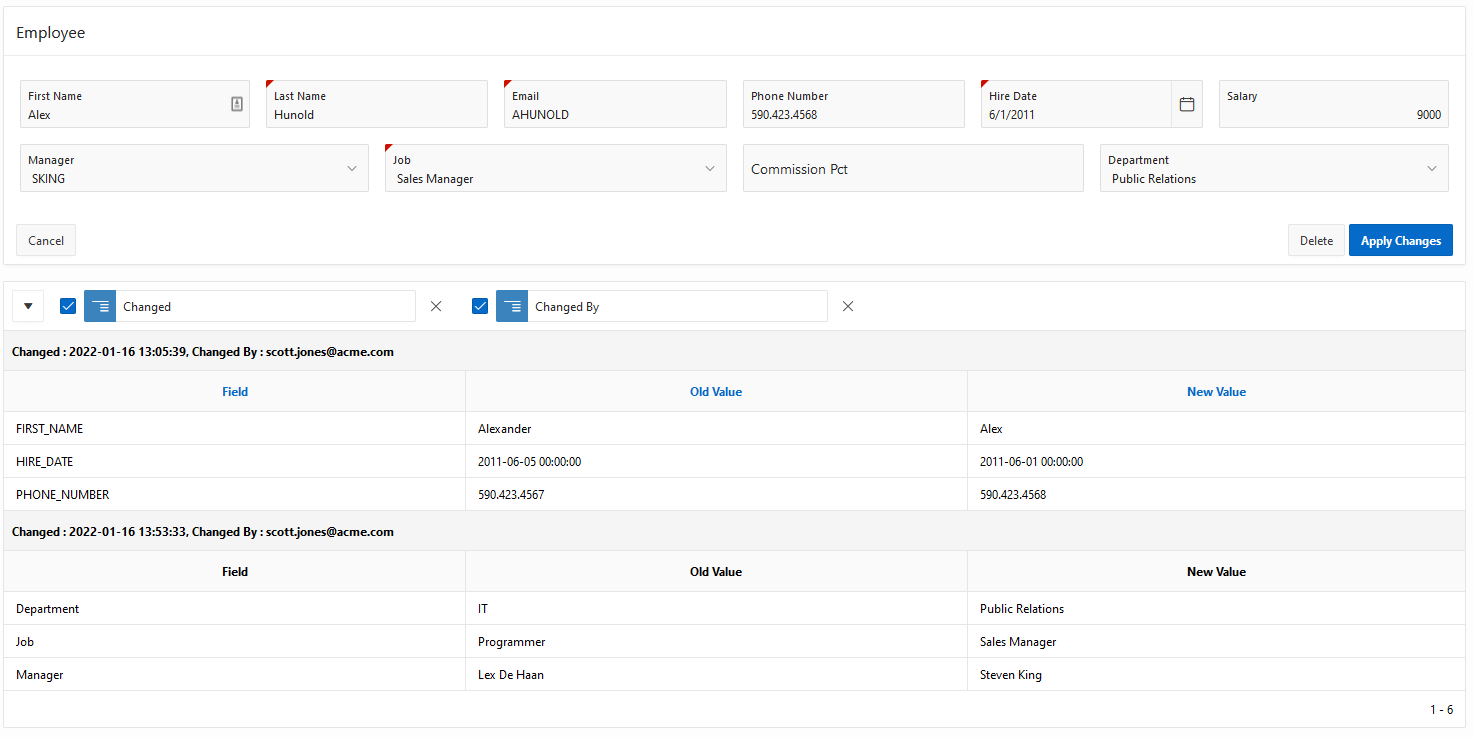 Employee
First Name Last Name Email Phone Number Hire Date Salary
Alex Hunold AHUNOLD 590.423.4568 6/1/2011 9000
Manager Job Commission Pct Department
SKING Sales Manager Public Relations
Cancel Delete Apply Changes
Changed Changed By
Changed : 2022-01-16 13:05:39, Changed By : scott.jones@acme.com
Field Old Value New Value
FIRST_NAME Alexander Alex
HIRE_DATE 2011-06-05 00:00:00 2011-06-01 00:00:00
PHONE_NUMBER 590.423.4567 590.423.4568
Changed : 2022-01-16 13:53:33, Changed By : scott.jones@acme.com
Field Old Value New Value
Department IT Public Relations
Job Programmer Sales Manager
Manager Lex De Haan Steven King
1 - 6